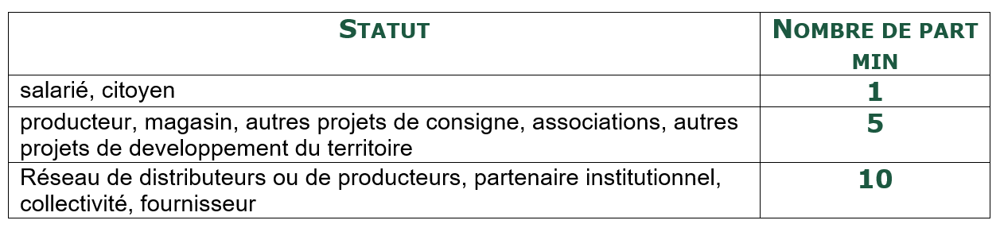 STATUT
NOMBRE DE PART
MIN
salarié, citoyen
1
producteur, magasin, autres projets de consigne, associations, autres
projets de developpement du territoire
5
Réseau de distributeurs ou de producteurs, partenaire institutionnel,
collectivité, fournisseur
10